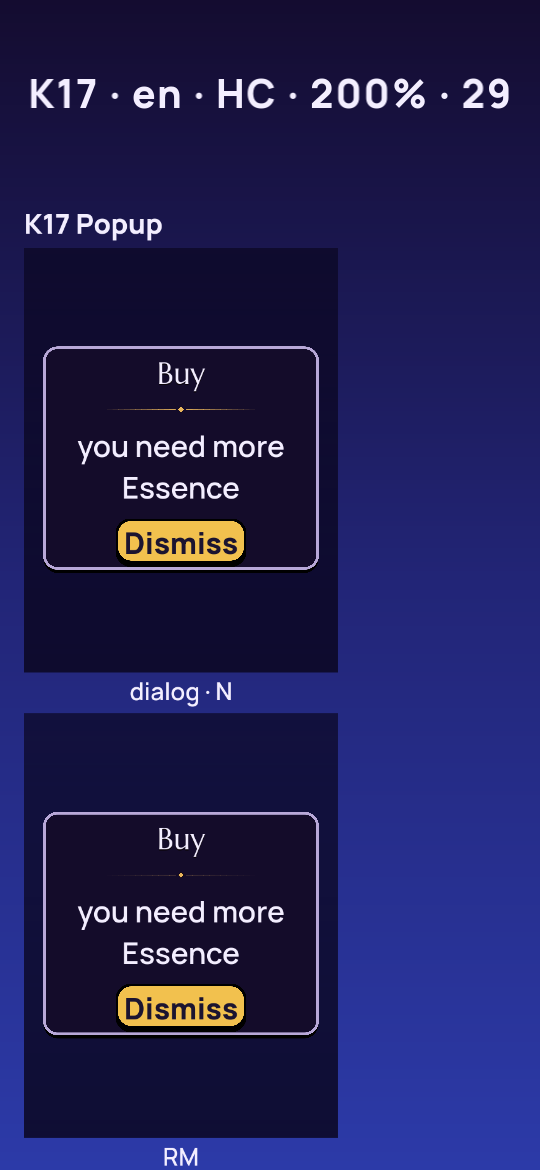 K17 · en · HC · 200% · 29
K17 Popup
Buy
you need more
Essence
Dismiss
dialog · N
Buy
you need more
Essence
Dismiss
RM